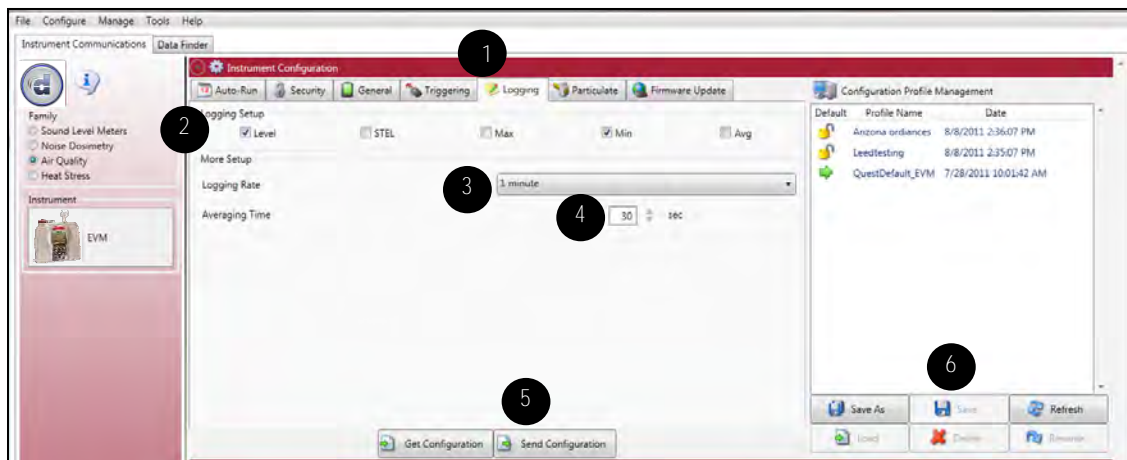 File Configure Manage Tools Help
Instrument Communications Data Finder
1
Instrument Configuration
Auto-Run Security General Triggering Logging Particulate Firmware Update
Configuration Profile Management
Family
Sound Level Meters
Noise Dosimetry
Air Quality
Heat Stress
Instrument
EVM
2
Logging Setup
Level STEL Max Min Avg
More Setup
Logging Rate 3 1 minute
Averaging Time 4 30 sec
5
Get Configuration Send Configuration
Default Profile Name Date
Arizona ordiances 8/8/2011 2:36:07 PM
Leedtesting 8/8/2011 2:35:07 PM
QuestDefault_EVM 7/28/2011 10:01:42 AM
6
Save As Save Refresh
Load Delete Rename